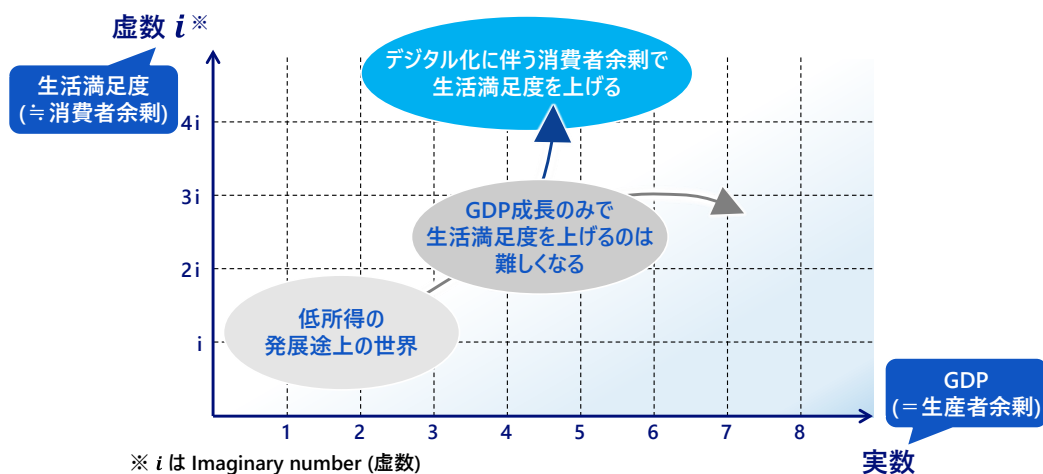 虚数 i※
生活満足度
(≒消費者余剰)
デジタル化に伴う消費者余剰で
生活満足度を上げる
4i
3i
GDP成長のみで
生活満足度を上げるのは
難しくなる
2i
低所得の
発展途上の世界
i
GDP
(＝生産者余剰)
1 2 3 4 5 6 7 8
実数
※ i は Imaginary number (虚数)